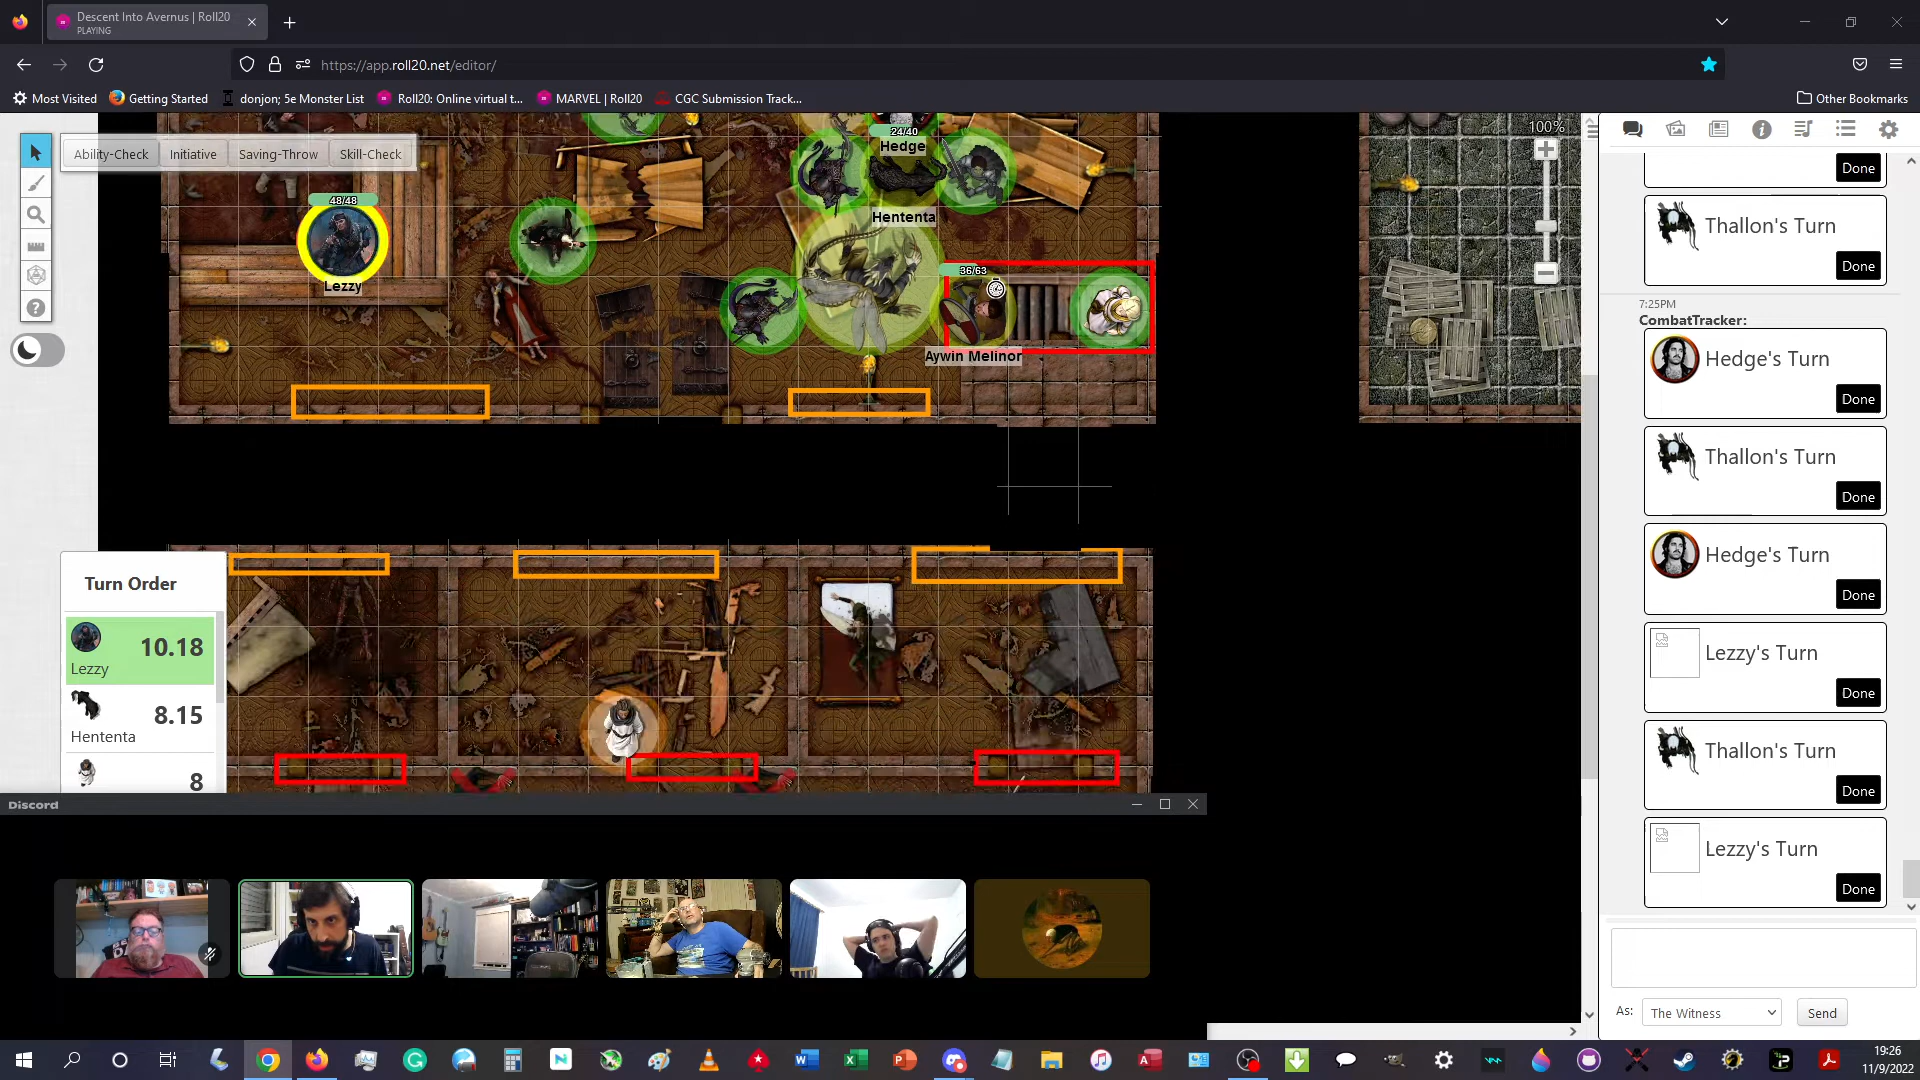 Descent Into Avernus | Roll20
PLAYING
https://app.roll20.net/editor/
Most Visited
Getting Started
donjon; 5e Monster List
Roll20: Online virtual t...
MARVEL | Roll20
CGC Submission Track...
Other Bookmarks
Ability-Check
Initiative
Saving-Throw
Skill-Check
100%
24/40
Hedge
48/48
Lezzy
Hententa
36/63
Aywin Melinor
Turn Order
10.18
Lezzy
8.15
Hententa
8
Done
Thallon's Turn
Done
7:25PM
CombatTracker:
Hedge's Turn
Done
Thallon's Turn
Done
Hedge's Turn
Done
Lezzy's Turn
Done
Thallon's Turn
Done
Lezzy's Turn
Done
As:
The Witness
Send
Discord
19:26
11/9/2022